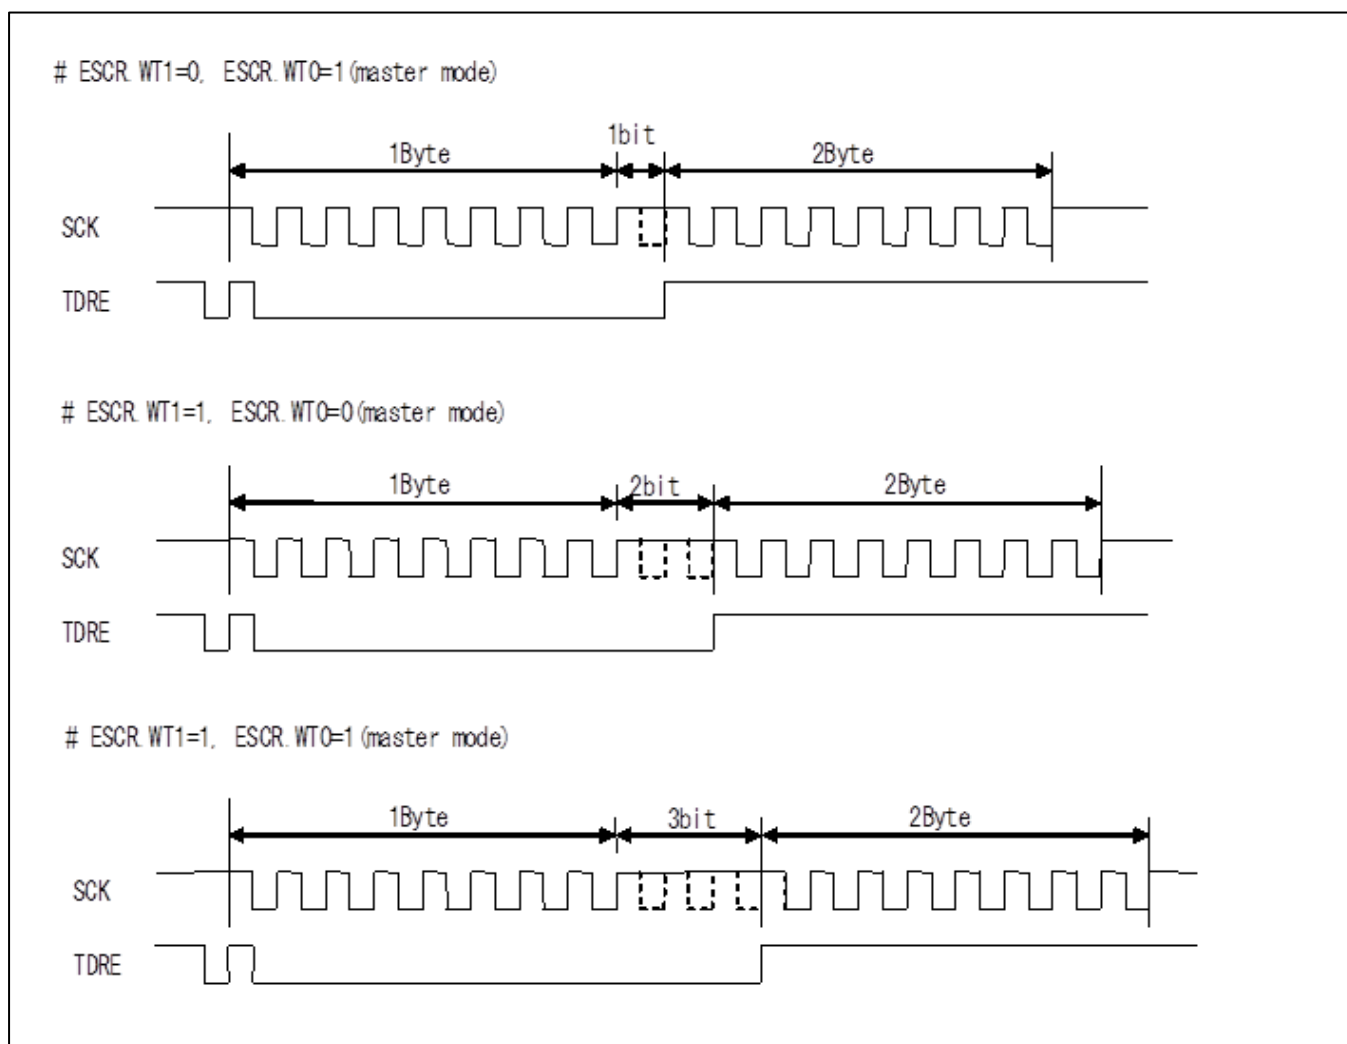 # ESCR.WT1=0, ESCR.WT0=1(master mode)
1bit
1Byte 2Byte
SCK
TDRE
# ESCR.WT1=1, ESCR.WT0=0(master mode)
1Byte 2bit 2Byte
SCK
TDRE
# ESCR.WT1=1, ESCR.WT0=1(master mode)
1Byte 3bit 2Byte
SCK
TDRE